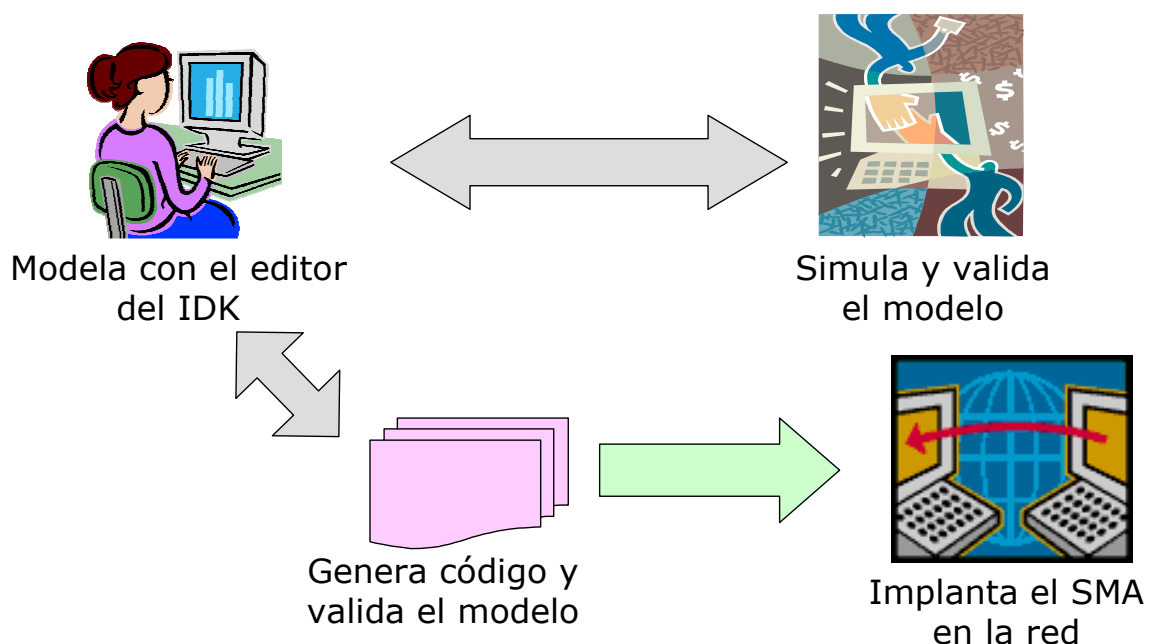 Modela con el editor
del IDK
Simula y valida
el modelo
Genera código y
valida el modelo
Implanta el SMA
en la red